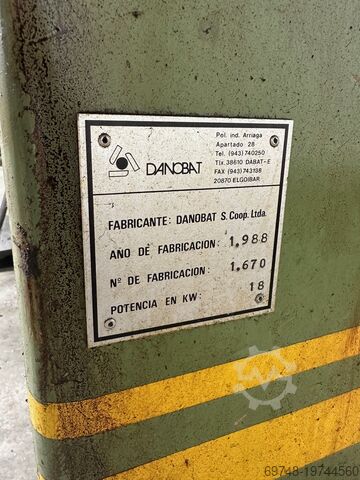 DANOBAT
Pol. ind. Arriaga
Apartado 28
Tel. (943) 740250
Tlx. 38610 DABAT-E
FAX (943) 743138
20870 ELGOIBAR
FABRICANTE: DANOBAT S. Coop. Ltda.
AÑO DE FABRICACION: 1.988
Nº DE FABRICACION: 1.670
POTENCIA EN KW: 18
69748-19744560